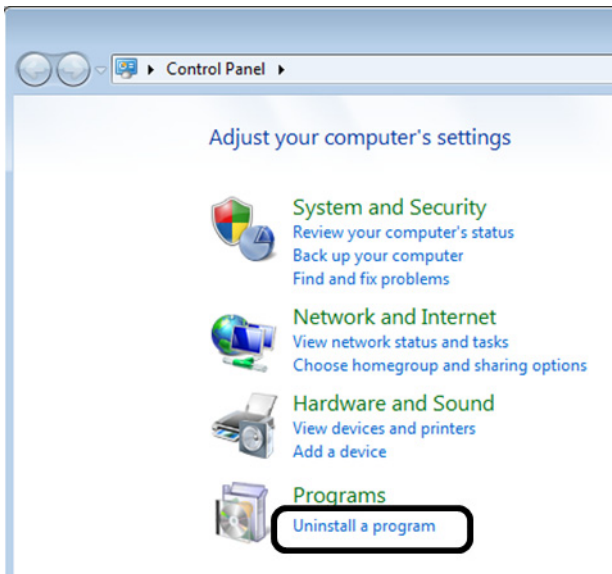 Control Panel
Adjust your computer's settings
System and Security
Review your computer's status
Back up your computer
Find and fix problems
Network and Internet
View network status and tasks
Choose homegroup and sharing options
Hardware and Sound
View devices and printers
Add a device
Programs
Uninstall a program